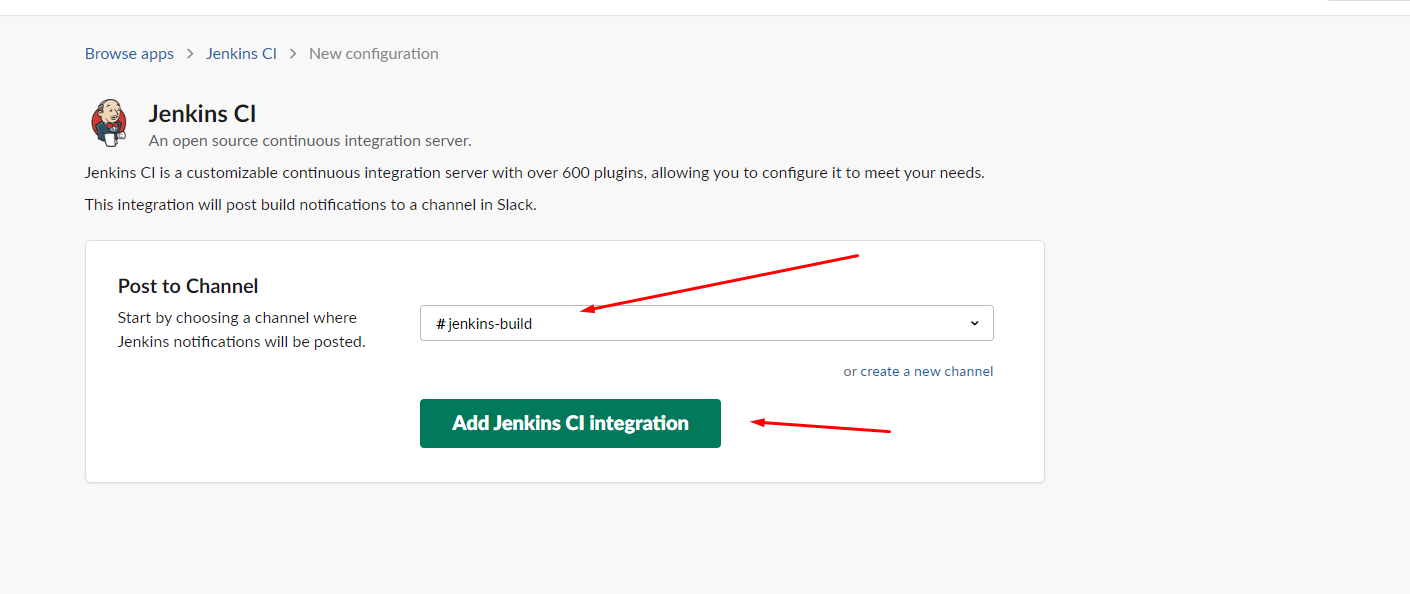 Browse apps > Jenkins CI > New configuration
Jenkins CI
An open source continuous integration server.
Jenkins CI is a customizable continuous integration server with over 600 plugins, allowing you to configure it to meet your needs.
This integration will post build notifications to a channel in Slack.
Post to Channel
Start by choosing a channel where
Jenkins notifications will be posted.
# jenkins-build
or create a new channel
Add Jenkins CI integration